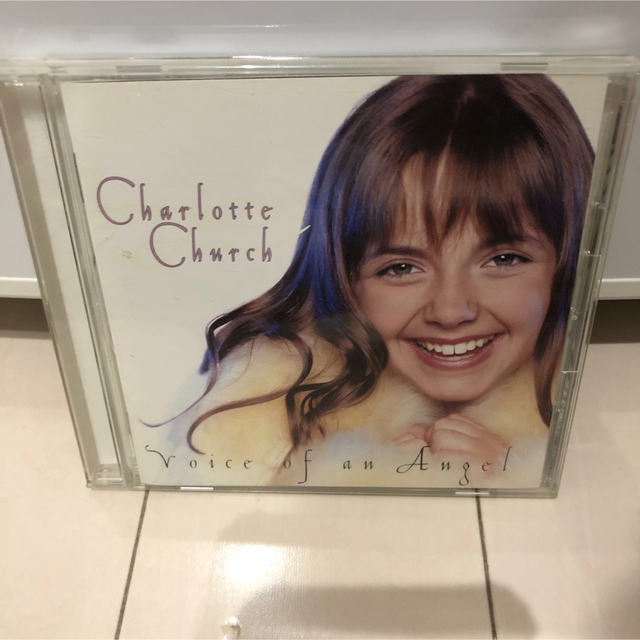 Charlotte
Church
Voice of an Angel